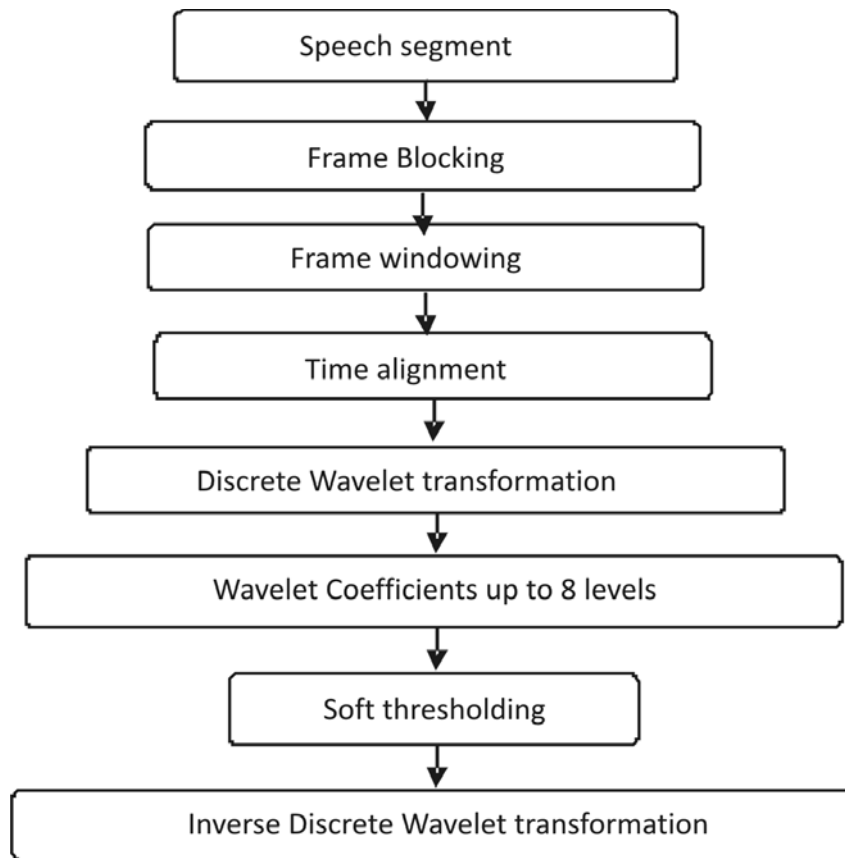 Speech segment
Frame Blocking
Frame windowing
Time alignment
Discrete Wavelet transformation
Wavelet Coefficients up to 8 levels
Soft thresholding
Inverse Discrete Wavelet transformation